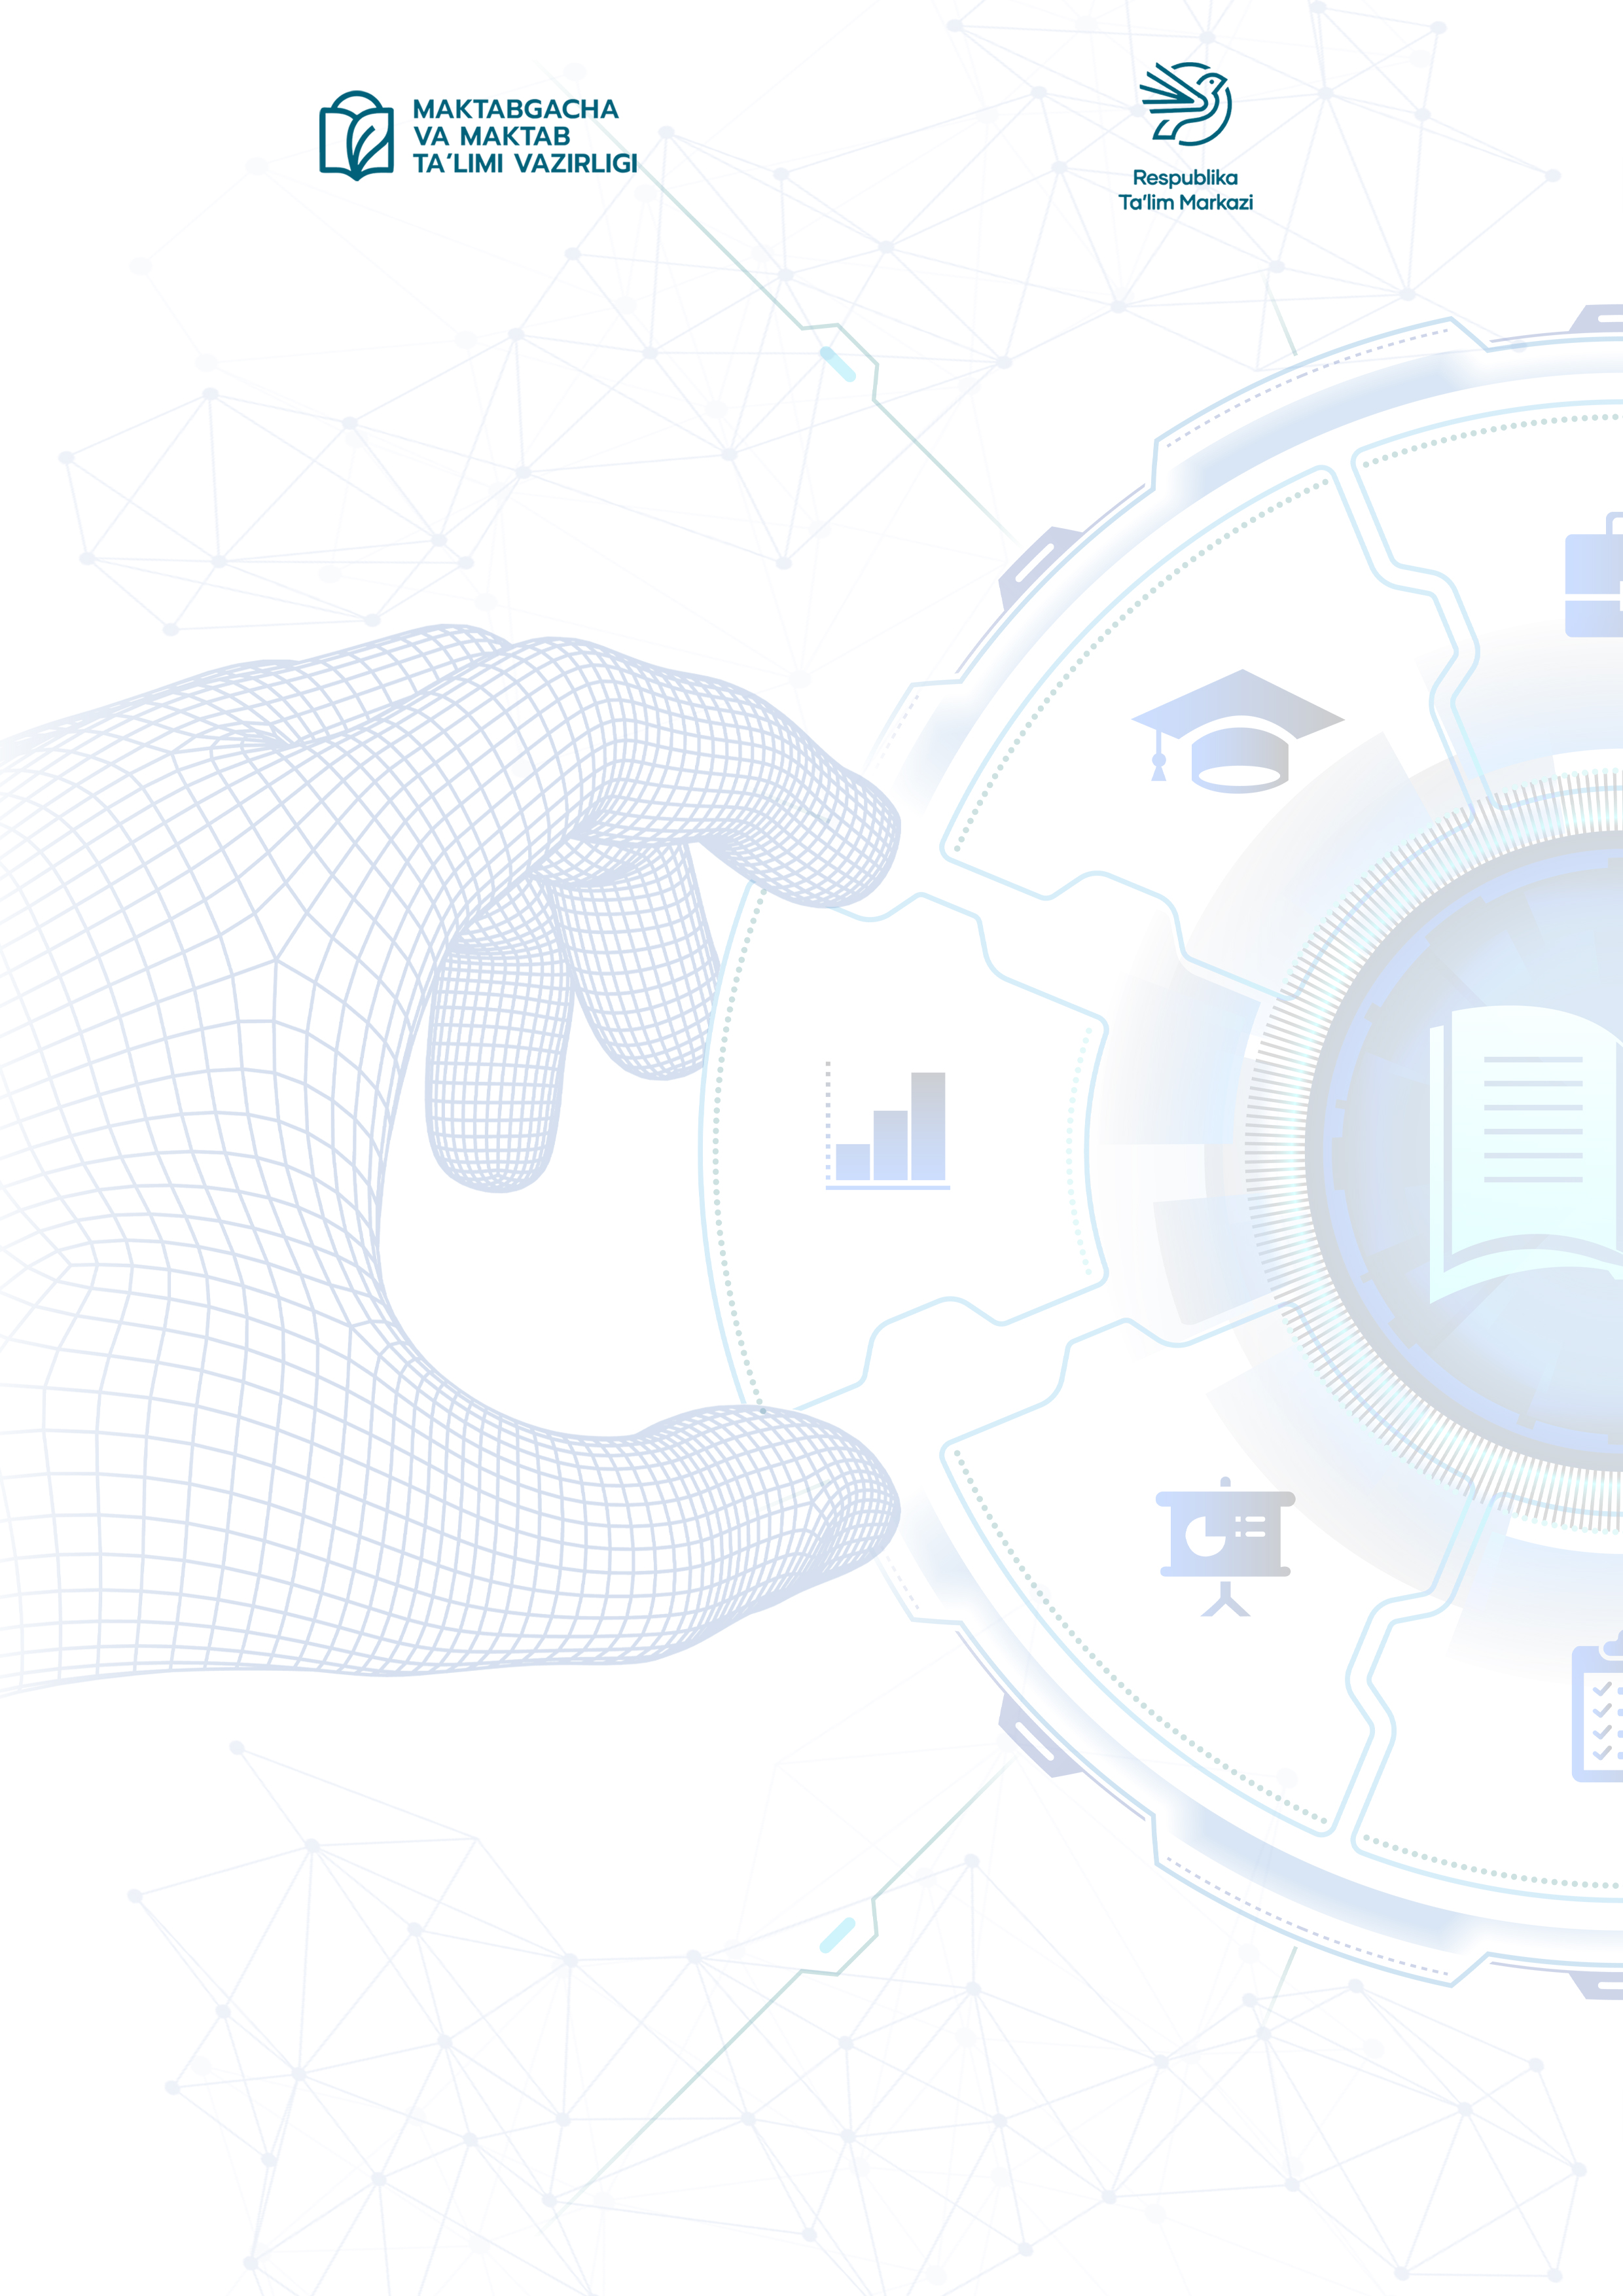 MAKTABGACHA
VA MAKTAB
TA’LIMI VAZIRLIGI
Respublika
Ta’lim Markazi